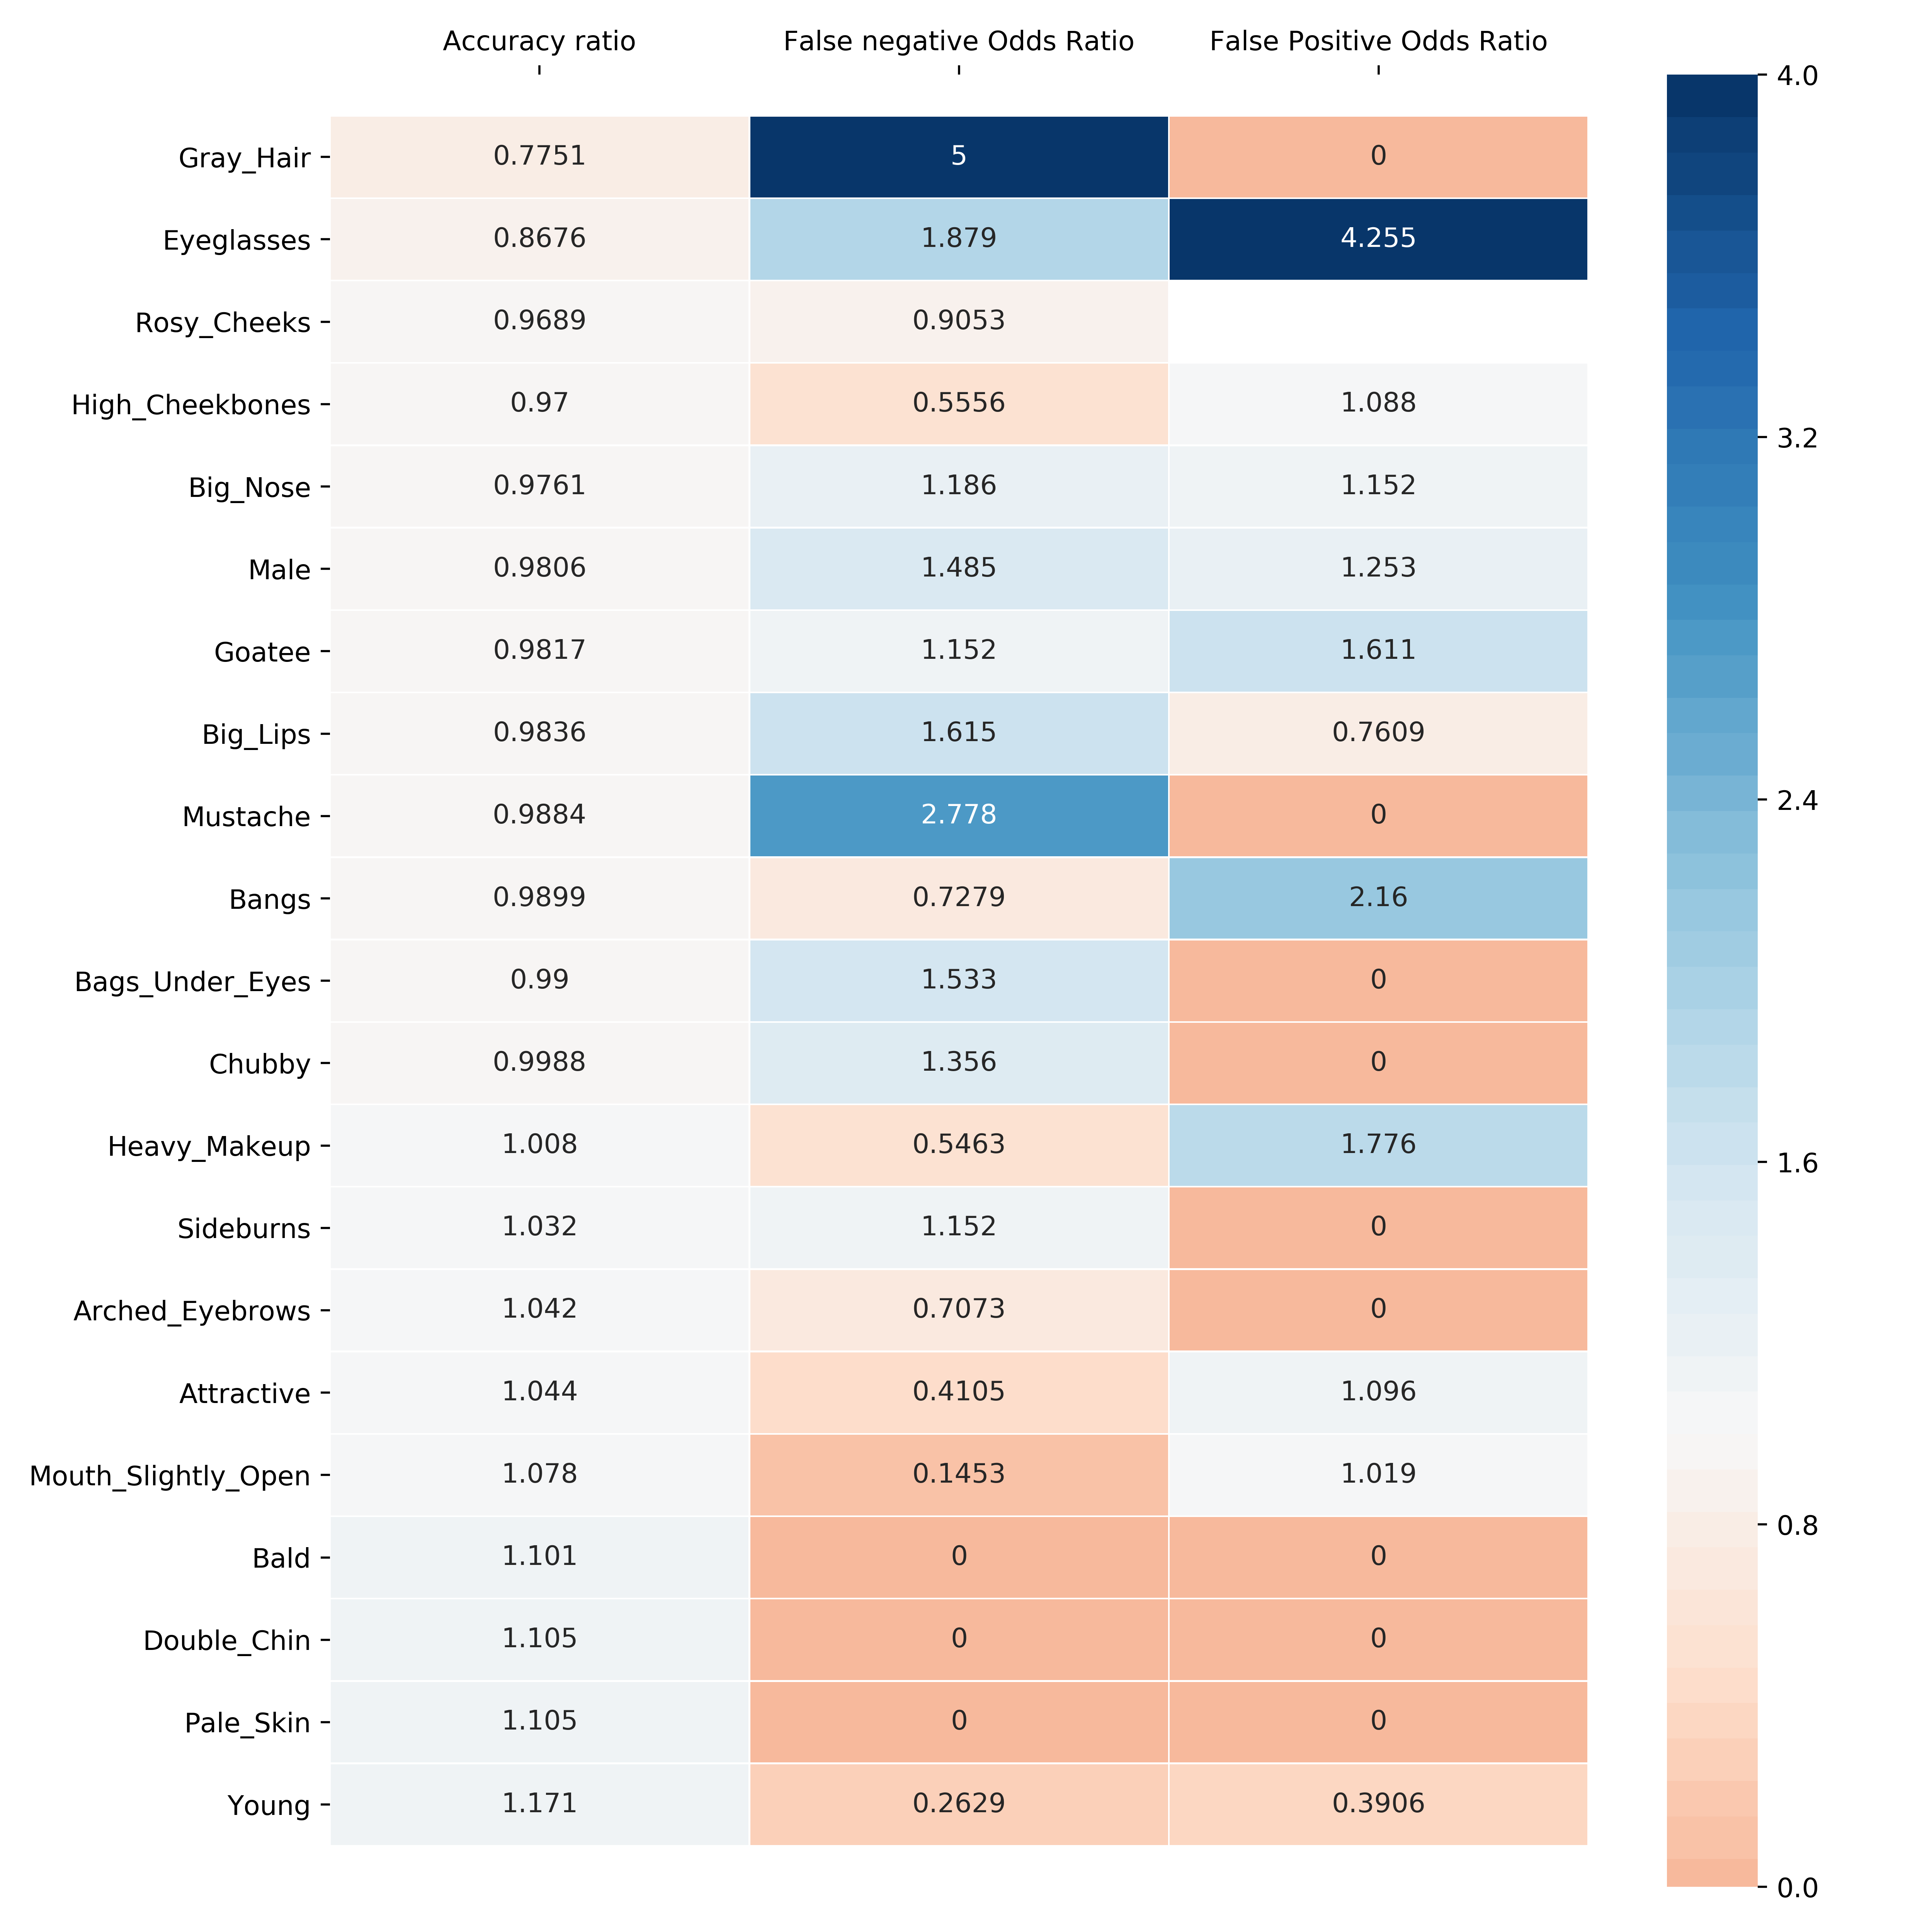 Accuracy ratio False negative Odds Ratio False Positive Odds Ratio
Gray_Hair 0.7751 5 0
Eyeglasses 0.8676 1.879 4.255
Rosy_Cheeks 0.9689 0.9053
High_Cheekbones 0.97 0.5556 1.088
Big_Nose 0.9761 1.186 1.152
Male 0.9806 1.485 1.253
Goatee 0.9817 1.152 1.611
Big_Lips 0.9836 1.615 0.7609
Mustache 0.9884 2.778 0
Bangs 0.9899 0.7279 2.16
Bags_Under_Eyes 0.99 1.533 0
Chubby 0.9988 1.356 0
Heavy_Makeup 1.008 0.5463 1.776
Sideburns 1.032 1.152 0
Arched_Eyebrows 1.042 0.7073 0
Attractive 1.044 0.4105 1.096
Mouth_Slightly_Open 1.078 0.1453 1.019
Bald 1.101 0 0
Double_Chin 1.105 0 0
Pale_Skin 1.105 0 0
Young 1.171 0.2629 0.3906
4.0
3.2
2.4
1.6
0.8
0.0